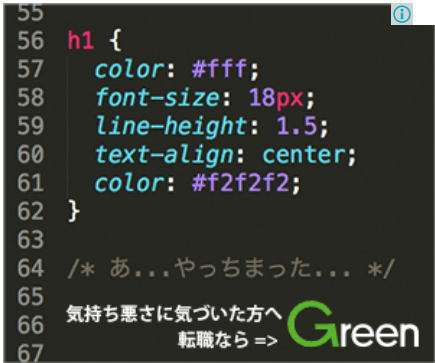 55
56 h1 {
57 color: #fff;
58 font-size: 18px;
59 line-height: 1.5;
60 text-align: center;
61 color: #f2f2f2;
62 }
63
64 /* あ...やっちまった... */
65
66 気持ち悪さに気づいた方へ
転職なら => Green
67